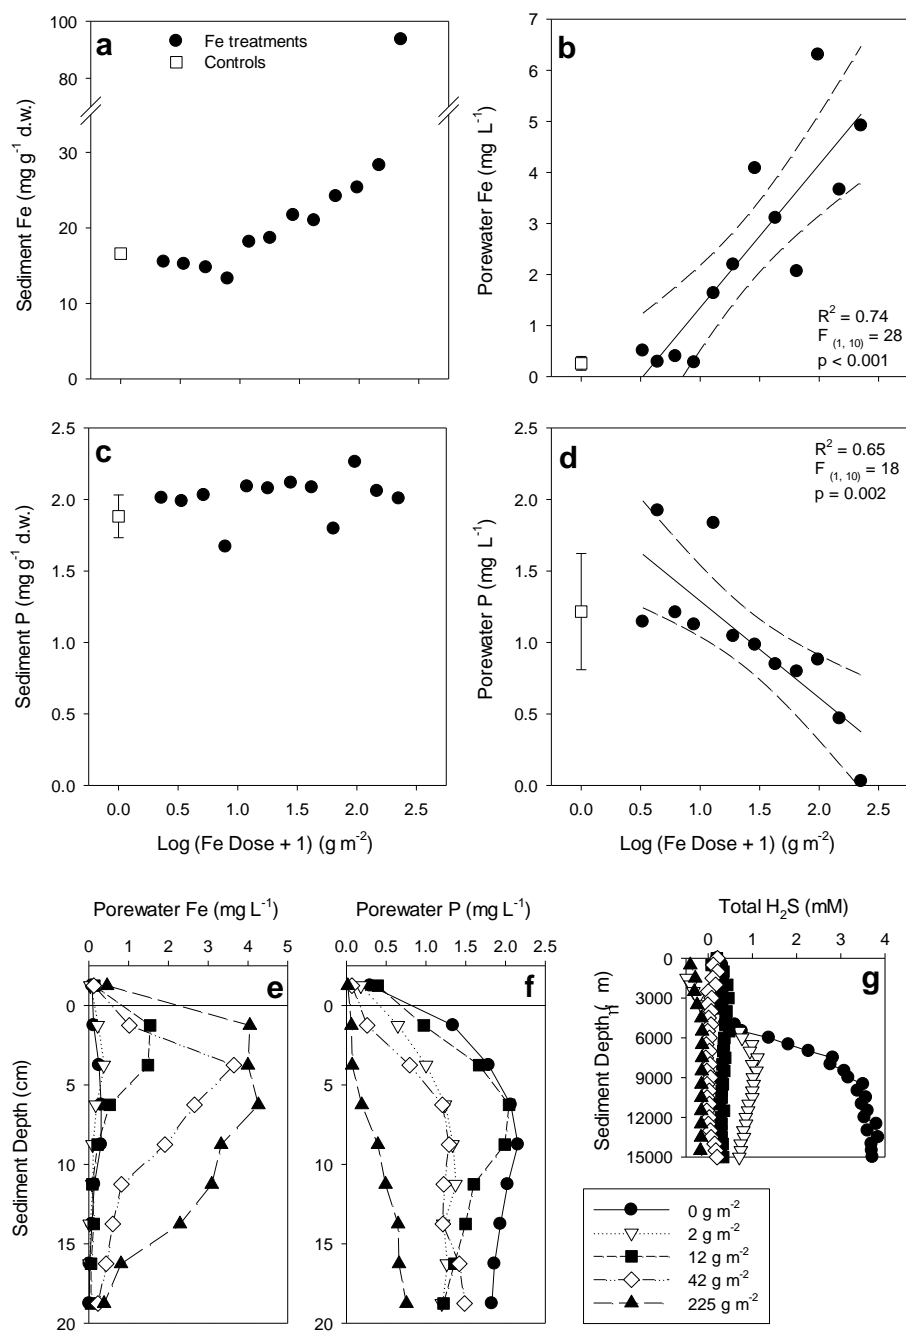 a
Fe treatments
Controls
Sediment Fe (mg g⁻¹ d.w.)
100
80
30
20
10
0
b
Porewater Fe (mg L⁻¹)
7
6
5
4
3
2
1
0
R² = 0.74
F (1, 10) = 28
p < 0.001
c
Sediment P (mg g⁻¹ d.w.)
2.5
2.0
1.5
1.0
0.5
0.0
0.0 0.5 1.0 1.5 2.0 2.5
Log (Fe Dose + 1) (g m⁻²)
d
Porewater P (mg L⁻¹)
2.5
2.0
1.5
1.0
0.5
0.0
R² = 0.65
F (1, 10) = 18
p = 0.002
0.0 0.5 1.0 1.5 2.0 2.5
Log (Fe Dose + 1) (g m⁻²)
Porewater Fe (mg L⁻¹)
0 1 2 3 4 5
e
Sediment Depth (cm)
0
5
10
15
20
Porewater P (mg L⁻¹)
0.0 0.5 1.0 1.5 2.0 2.5
f
Total H₂S (mM)
0 1 2 3 4
g
Sediment Depth ( m)
0
3000
6000
9000
12000
15000
0 g m⁻²
2 g m⁻²
12 g m⁻²
42 g m⁻²
225 g m⁻²